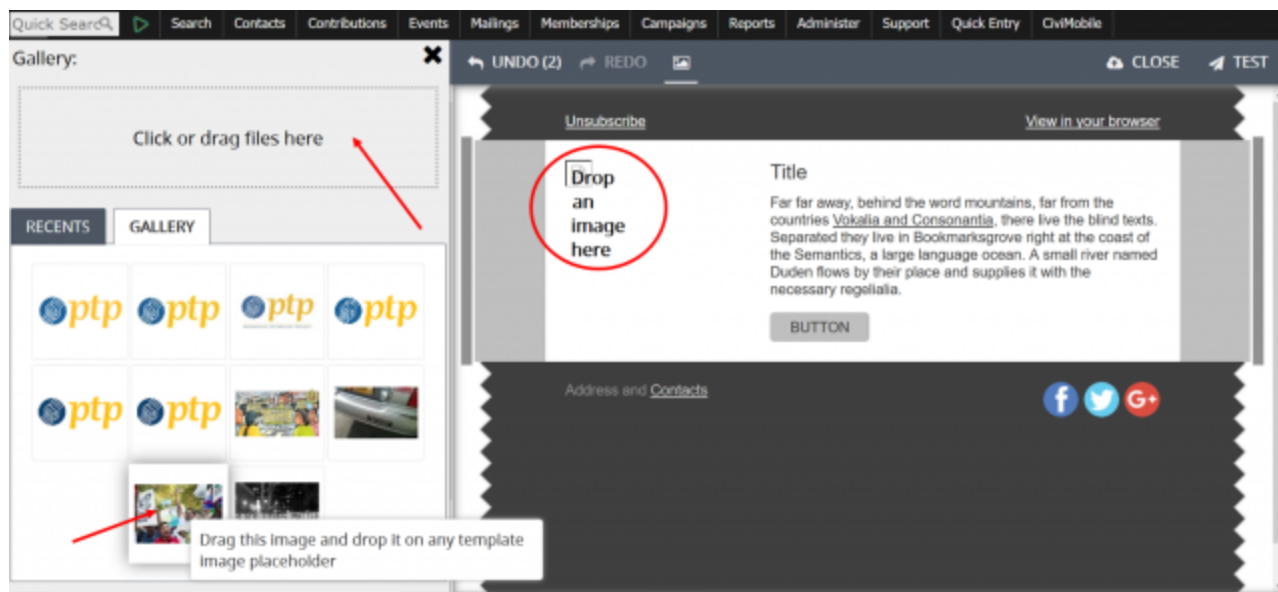 Quick Searc
Search Contacts Contributions Events Mailings Memberships Campaigns Reports Administer Support Quick Entry CiviMobile
Gallery:
UNDO (2) REDO CLOSE TEST
Click or drag files here
RECENTS GALLERY
ptp ptp ptp ptp
ptp ptp
Drag this image and drop it on any template
image placeholder
Unsubscribe View in your browser
Drop
an
image
here
Title
Far far away, behind the word mountains, far from the
countries Vokalia and Consonantia, there live the blind texts.
Separated they live in Bookmarksgrove right at the coast of
the Semantics, a large language ocean. A small river named
Duden flows by their place and supplies it with the
necessary regelialia.
BUTTON
Address and Contacts
f G+